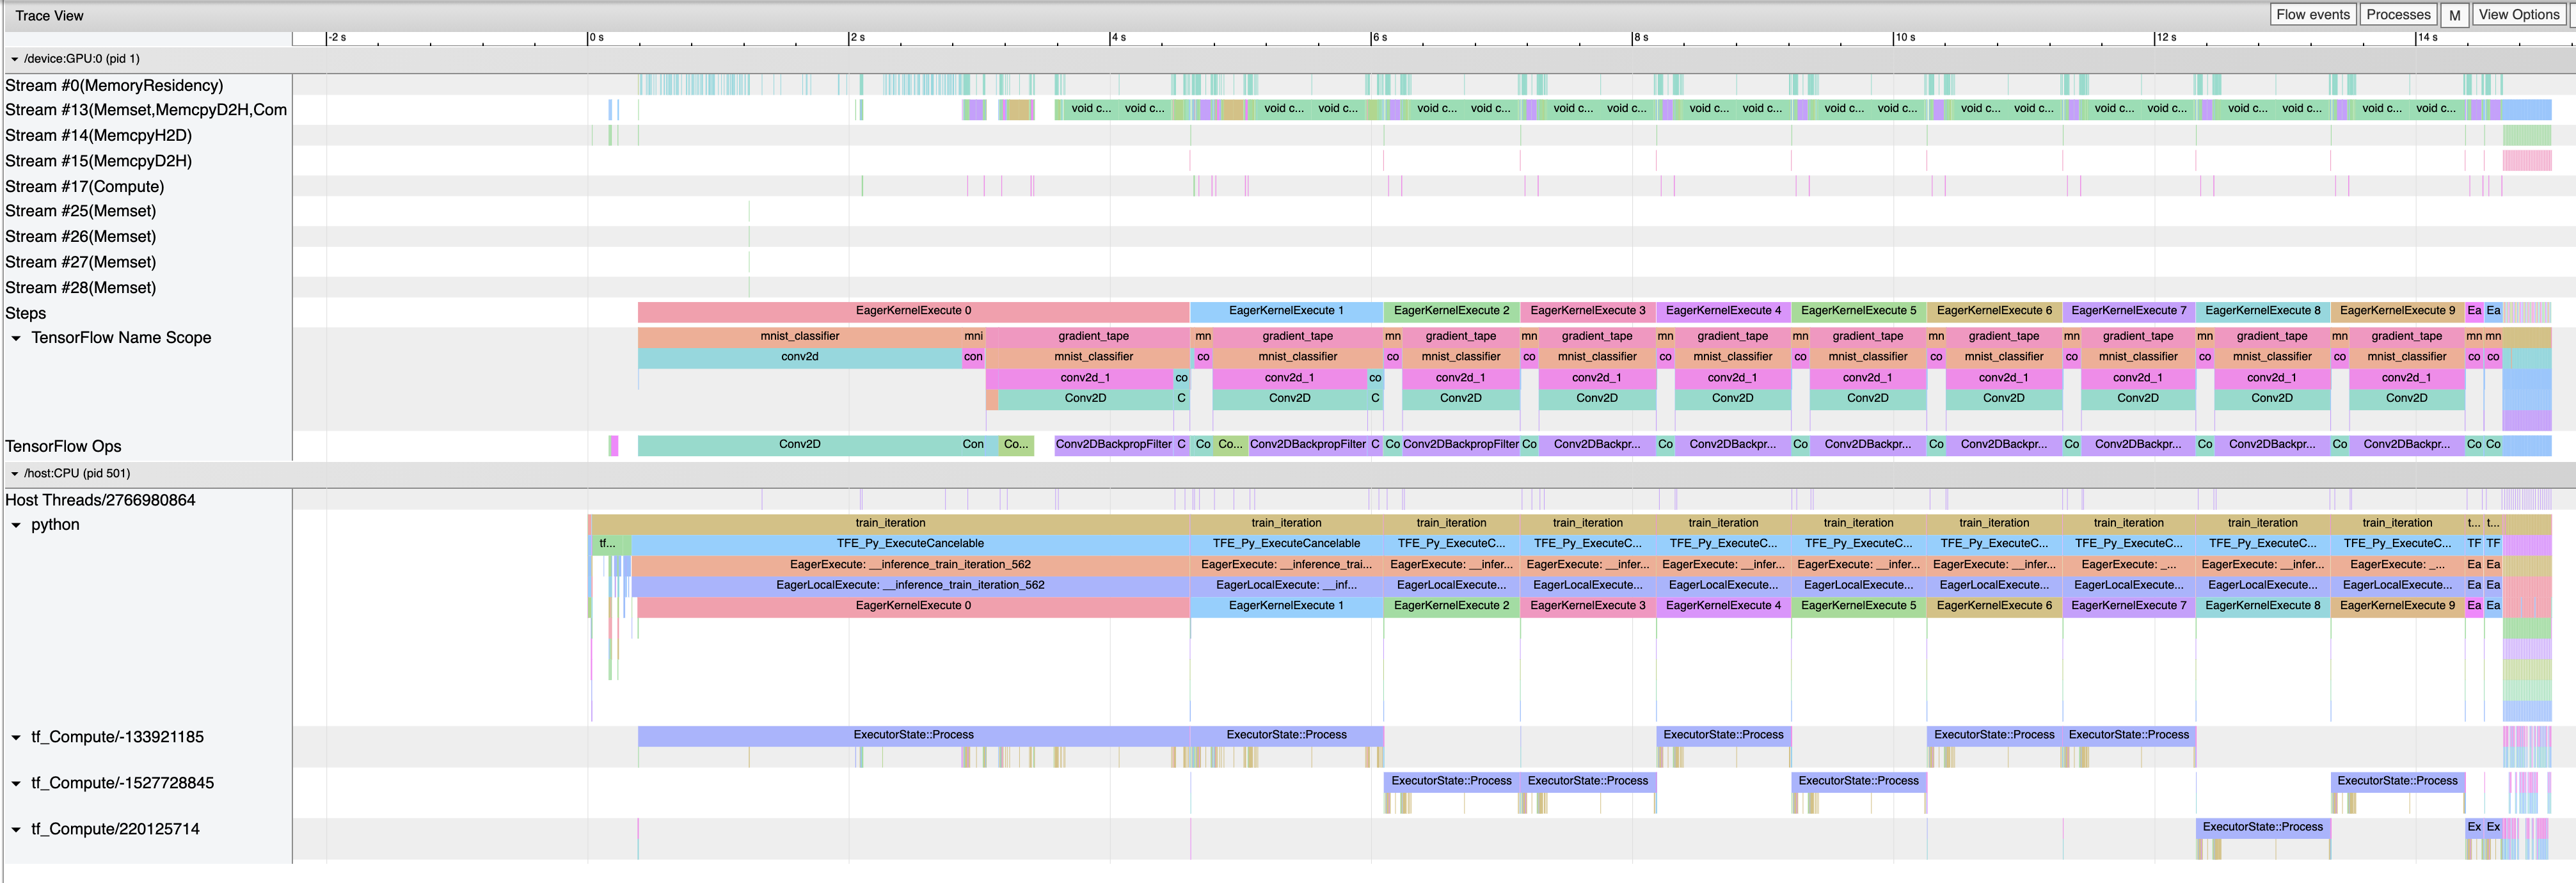 Trace View
Flow events Processes M View Options
-2 s 0 s 2 s 4 s 6 s 8 s 10 s 12 s 14 s
/device:GPU:0 (pid 1)
Stream #0(MemoryResidency)
Stream #13(Memset,MemcpyD2H,Com void c... void c... void c... void c... void c... void c... void c... void c... void c... void c... void c... void c... void c... void c... void c... void c... void c... void c... void c... void c...
Stream #14(MemcpyH2D)
Stream #15(MemcpyD2H)
Stream #17(Compute)
Stream #25(Memset)
Stream #26(Memset)
Stream #27(Memset)
Stream #28(Memset)
Steps EagerKernelExecute 0 EagerKernelExecute 1 EagerKernelExecute 2 EagerKernelExecute 3 EagerKernelExecute 4 EagerKernelExecute 5 EagerKernelExecute 6 EagerKernelExecute 7 EagerKernelExecute 8 EagerKernelExecute 9 Ea Ea
TensorFlow Name Scope mnist_classifier mni gradient_tape mn gradient_tape mn gradient_tape mn gradient_tape mn gradient_tape mn gradient_tape mn gradient_tape mn gradient_tape mn gradient_tape mn gradient_tape mn mn
conv2d con mnist_classifier co mnist_classifier co mnist_classifier co mnist_classifier co mnist_classifier co mnist_classifier co mnist_classifier co mnist_classifier co mnist_classifier co mnist_classifier co co
conv2d_1 co conv2d_1 co conv2d_1 conv2d_1 conv2d_1 conv2d_1 conv2d_1 conv2d_1 conv2d_1 conv2d_1
Conv2D C Conv2D C Conv2D Conv2D Conv2D Conv2D Conv2D Conv2D Conv2D Conv2D
TensorFlow Ops Conv2D Con Co... Conv2DBackpropFilter C Co Co... Conv2DBackpropFilter C Co Conv2DBackpropFilter Co Conv2DBackpr... Co Conv2DBackpr... Co Conv2DBackpr... Co Conv2DBackpr... Co Conv2DBackpr... Co Conv2DBackpr... Co Conv2DBackpr... Co Co
/host:CPU (pid 501)
Host Threads/2766980864
python train_iteration train_iteration train_iteration train_iteration train_iteration train_iteration train_iteration train_iteration train_iteration train_iteration t... t...
tf... TFE_Py_ExecuteCancelable TFE_Py_ExecuteCancelable TFE_Py_ExecuteC... TFE_Py_ExecuteC... TFE_Py_ExecuteC... TFE_Py_ExecuteC... TFE_Py_ExecuteC... TFE_Py_ExecuteC... TFE_Py_ExecuteC... TFE_Py_ExecuteC... TF TF
EagerExecute: __inference_train_iteration_562 EagerExecute: __inference_trai... EagerExecute: __infer... EagerExecute: __infer... EagerExecute: __infer... EagerExecute: __infer... EagerExecute: __infer... EagerExecute: _... EagerExecute: __infer... EagerExecute: _... Ea Ea
EagerLocalExecute: __inference_train_iteration_562 EagerLocalExecute: __inf... EagerLocalExecute... EagerLocalExecute... EagerLocalExecute... EagerLocalExecute... EagerLocalExecute... EagerLocalExecute... EagerLocalExecute... EagerLocalExecute... Ea Ea
EagerKernelExecute 0 EagerKernelExecute 1 EagerKernelExecute 2 EagerKernelExecute 3 EagerKernelExecute 4 EagerKernelExecute 5 EagerKernelExecute 6 EagerKernelExecute 7 EagerKernelExecute 8 EagerKernelExecute 9 Ea Ea
tf_Compute/-133921185 ExecutorState::Process ExecutorState::Process ExecutorState::Process ExecutorState::Process ExecutorState::Process
tf_Compute/-1527728845 ExecutorState::Process ExecutorState::Process ExecutorState::Process ExecutorState::Process
tf_Compute/220125714 ExecutorState::Process Ex Ex